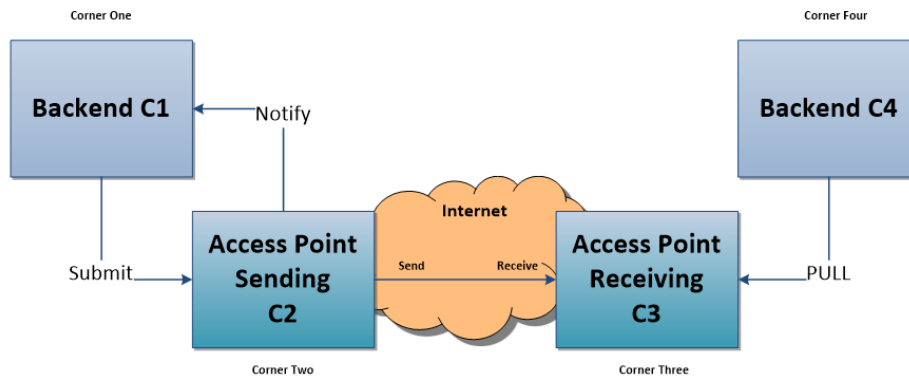 Corner One
Corner Four
Backend C1
Notify
Backend C4
Internet
Access Point
Sending
C2
Send
Receive
Access Point
Receiving
C3
Submit
PULL
Corner Two
Corner Three